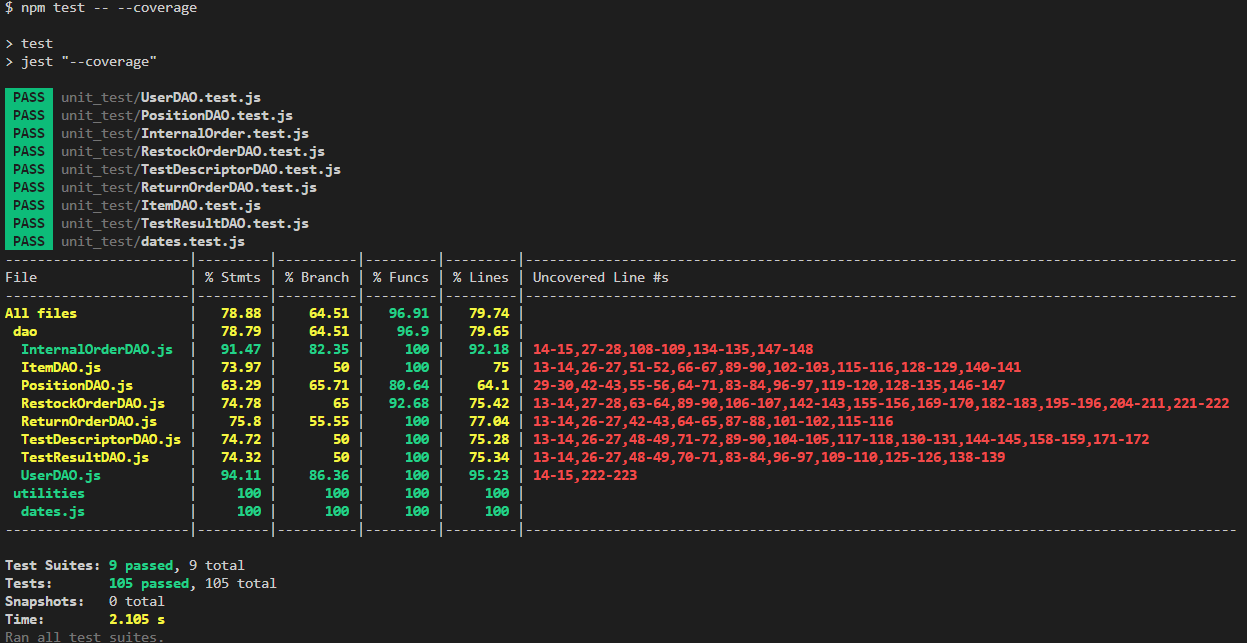 $ npm test -- --coverage
> test
> jest "--coverage"
PASS unit_test/UserDAO.test.js
PASS unit_test/PositionDAO.test.js
PASS unit_test/InternalOrder.test.js
PASS unit_test/RestockOrderDAO.test.js
PASS unit_test/TestDescriptorDAO.test.js
PASS unit_test/ReturnOrderDAO.test.js
PASS unit_test/ItemDAO.test.js
PASS unit_test/TestResultDAO.test.js
PASS unit_test/dates.test.js
-----------------------|---------|----------|---------|---------|-----------------------------------------------------------------------------------------
File | % Stmts | % Branch | % Funcs | % Lines | Uncovered Line #s
-----------------------|---------|----------|---------|---------|-----------------------------------------------------------------------------------------
All files | 78.88 | 64.51 | 96.91 | 79.74 |
dao | 78.79 | 64.51 | 96.9 | 79.65 |
InternalOrderDAO.js | 91.47 | 82.35 | 100 | 92.18 | 14-15,27-28,108-109,134-135,147-148
ItemDAO.js | 73.97 | 50 | 100 | 75 | 13-14,26-27,51-52,66-67,89-90,102-103,115-116,128-129,140-141
PositionDAO.js | 63.29 | 65.71 | 80.64 | 64.1 | 29-30,42-43,55-56,64-71,83-84,96-97,119-120,128-135,146-147
RestockOrderDAO.js | 74.78 | 65 | 92.68 | 75.42 | 13-14,27-28,63-64,89-90,106-107,142-143,155-156,169-170,182-183,195-196,204-211,221-222
ReturnOrderDAO.js | 75.8 | 55.55 | 100 | 77.04 | 13-14,26-27,42-43,64-65,87-88,101-102,115-116
TestDescriptorDAO.js | 74.72 | 50 | 100 | 75.28 | 13-14,26-27,48-49,71-72,89-90,104-105,117-118,130-131,144-145,158-159,171-172
TestResultDAO.js | 74.32 | 50 | 100 | 75.34 | 13-14,26-27,48-49,70-71,83-84,96-97,109-110,125-126,138-139
UserDAO.js | 94.11 | 86.36 | 100 | 95.23 | 14-15,222-223
utilities | 100 | 100 | 100 | 100 |
dates.js | 100 | 100 | 100 | 100 |
-----------------------|---------|----------|---------|---------|-----------------------------------------------------------------------------------------
Test Suites: 9 passed, 9 total
Tests: 105 passed, 105 total
Snapshots: 0 total
Time: 2.105 s
Ran all test suites.